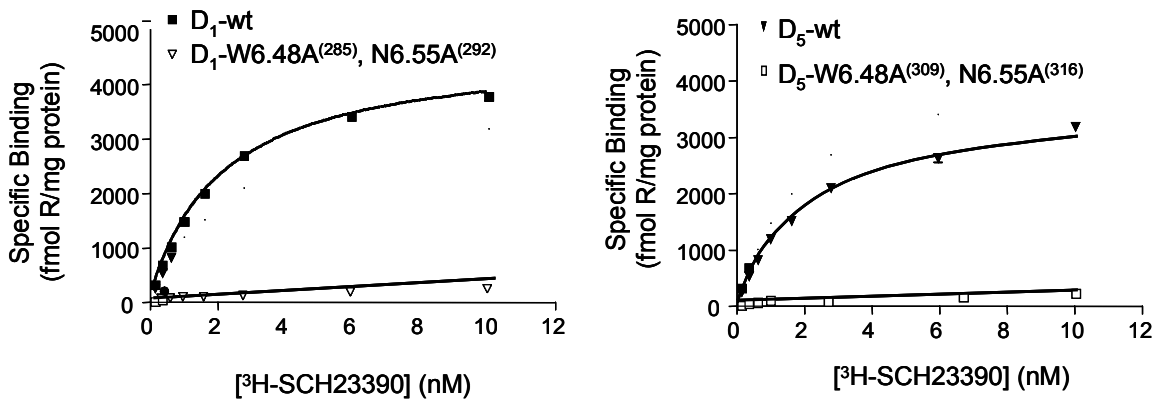 D1-wt
D1-W6.48A(285), N6.55A(292)
Specific Binding
(fmol R/mg protein)
5000
4000
3000
2000
1000
0
0 2 4 6 8 10 12
[³H-SCH23390] (nM)
D5-wt
D5-W6.48A(309), N6.55A(316)
Specific Binding
(fmol R/mg protein)
5000
4000
3000
2000
1000
0
0 2 4 6 8 10 12
[³H-SCH23390] (nM)